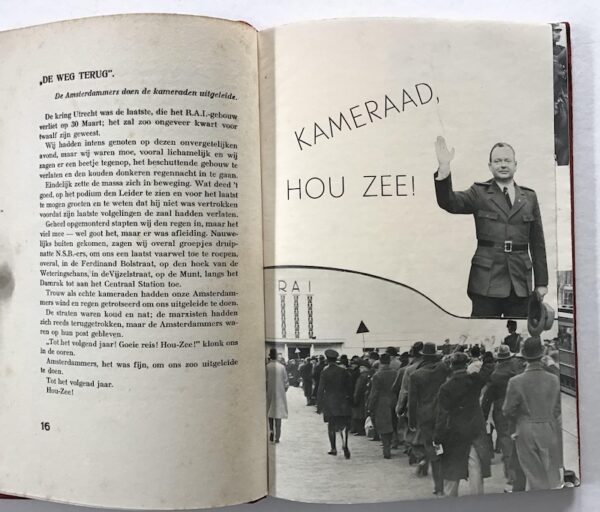 „DE WEG TERUG".
De Amsterdammers doen de kameraden uitgeleide.
De kring Utrecht was de laatste, die het R.A.I.-gebouw
verliet op 30 Maart; het zal zoo ongeveer kwart voor
twaalf zijn geweest.
Wij hadden intens genoten op dezen onvergetelijken
avond, maar wij waren moe, vooral lichamelijk en wij
zagen er een beetje tegenop, het beschuttende gebouw te
verlaten en den kouden donkeren regennacht in te gaan.
Eindelijk zette de massa zich in beweging. Wat deed 't
goed, op het podium den Leider te zien en voor het laatst
te mogen groeten en te weten dat hij niet was vertrokken
voordat zijn laatste volgelingen de zaal hadden verlaten.
Geheel opgemonterd stapten wij den regen in, maar het
viel mee — wel goot het, maar er was afleiding. Nauwe-
lijks buiten gekomen, zagen wij overal groepjes druip-
natte N.S.B.-ers, om ons een laatst vaarwel toe te roepen,
overal, in de Ferdinand Bolstraat, op den hoek van de
Weteringschans, in de Vijzelstraat, op de Munt, langs het
Damrak tot aan het Centraal Station toe.
Trouw als echte kameraden hadden onze Amsterdam-
mers wind en regen getrotseerd om ons uitgeleide te doen.
De straten waren koud en nat; de marxisten hadden
zich reeds teruggetrokken, maar de Amsterdammers wa-
ren op hun post gebleven.
„Tot het volgend jaar! Goeie reis! Hou-Zee!" klonk ons
in de ooren.
Amsterdammers, het was fijn, om ons zoo uitgeleide
te doen.
Tot het volgend jaar.
Hou-Zee!
16
KAMERAAD,
HOU ZEE!
RAI